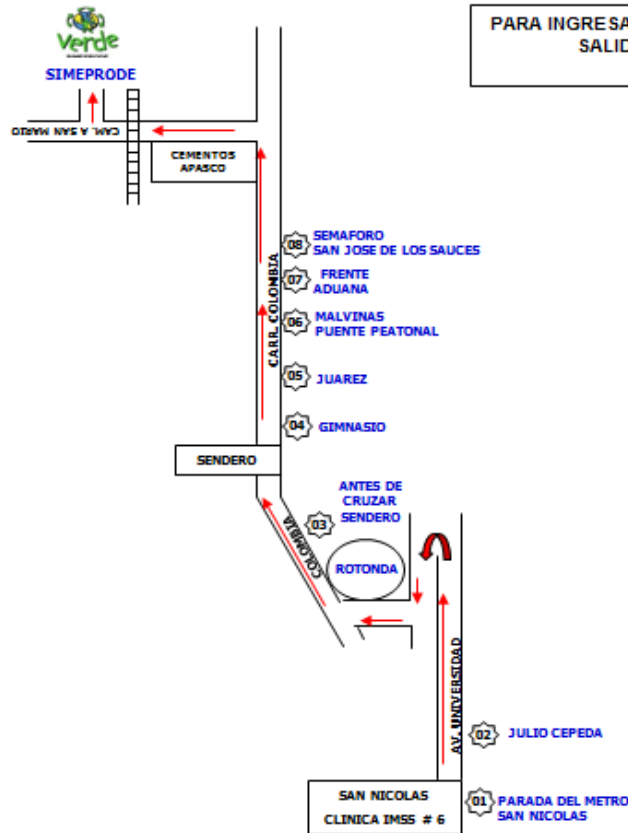 PARA INGRESA
SALID
Verde
SIMEPRODE
CAM. A SAN MARIO
CEMENTOS
APASCO
08 SEMAFORO
SAN JOSE DE LOS SAUCES
07 FRENTE
ADUANA
06 MALVINAS
PUENTE PEATONAL
CARR. COLOMBIA
05 JUAREZ
04 GIMNASIO
SENDERO
ANTES DE
CRUZAR
SENDERO
03
COLOMBIA
ROTONDA
AV. UNIVERSIDAD
02 JULIO CEPEDA
SAN NICOLAS
CLINICA IMSS # 6
01 PARADA DEL METRO
SAN NICOLAS